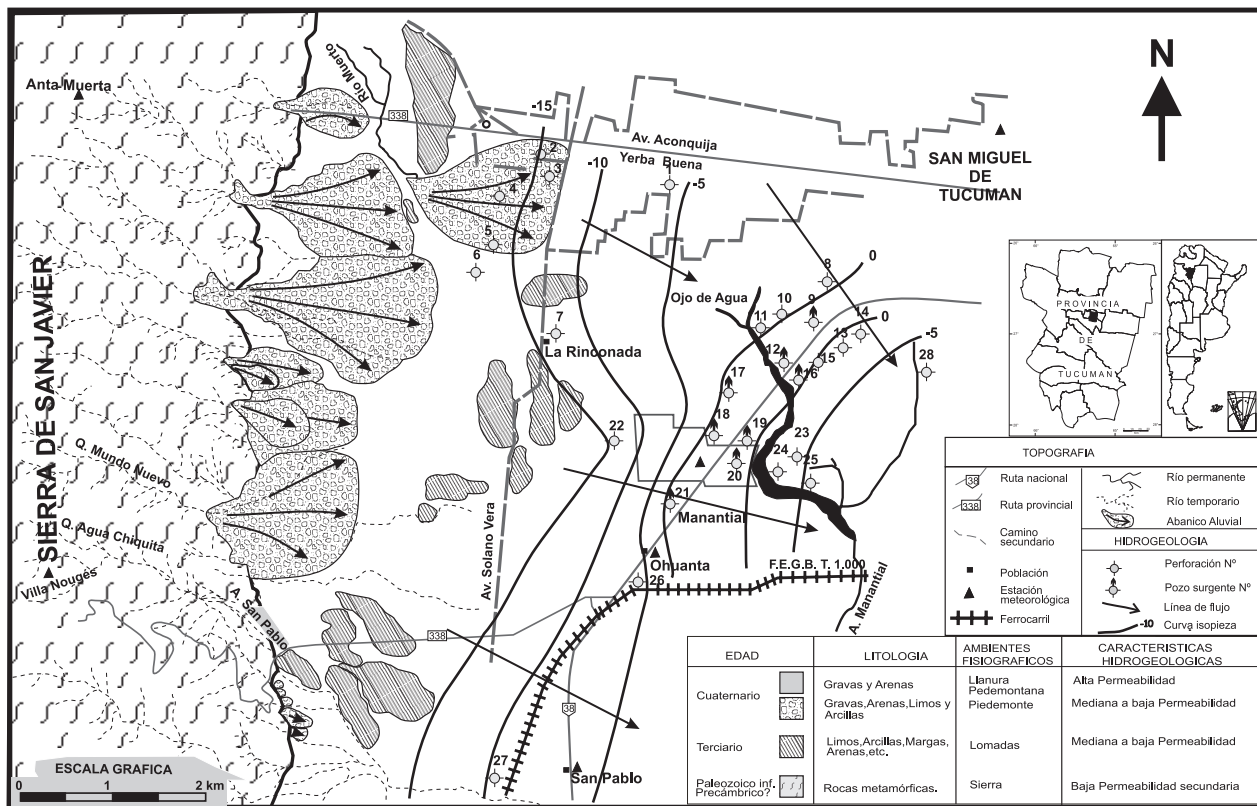 Anta Muerta
Río Muerto
338
-15
Av. Aconquija
Yerba Buena
SAN MIGUEL
DE
TUCUMAN
N
-10
-5
1
2
3
4
5
6
7
La Rinconada
8
0
Ojo de Agua
10
9
11
14
0
13
-5
12
15
16
28
17
18
19
22
23
20
24
25
21
Manantial
Ohuanta
26
F.E.G.B. T. 1.000
A. Manantial
SIERRA DE SAN JAVIER
Q. Mundo Nuevo
Q. Agua Chiquita
Villa Nougés
A. San Pablo
Av. Solano Vera
338
38
27
San Pablo
ESCALA GRAFICA
0 1 2 km
PROVINCIA
DE
TUCUMAN
TOPOGRAFIA
38 Ruta nacional
338 Ruta provincial
Camino
secundario
Población
Estación
meteorológica
Ferrocarril
Río permanente
Río temporario
Abanico Aluvial
HIDROGEOLOGIA
Perforación Nº
Pozo surgente Nº
Línea de flujo
-10 Curva isopieza
EDAD LITOLOGIA AMBIENTES FISIOGRAFICOS CARACTERISTICAS HIDROGEOLOGICAS
Cuaternario
Gravas y Arenas
Llanura
Pedemontana
Alta Permeabilidad
Gravas,Arenas,Limos y
Arcillas
Piedemonte
Mediana a baja Permeabilidad
Terciario
Limos,Arcillas,Margas,
Arenas,etc.
Lomadas
Mediana a baja Permeabilidad
Paleozoico inf.
Precámbrico?
Rocas metamórficas.
Sierra
Baja Permeabilidad secundaria